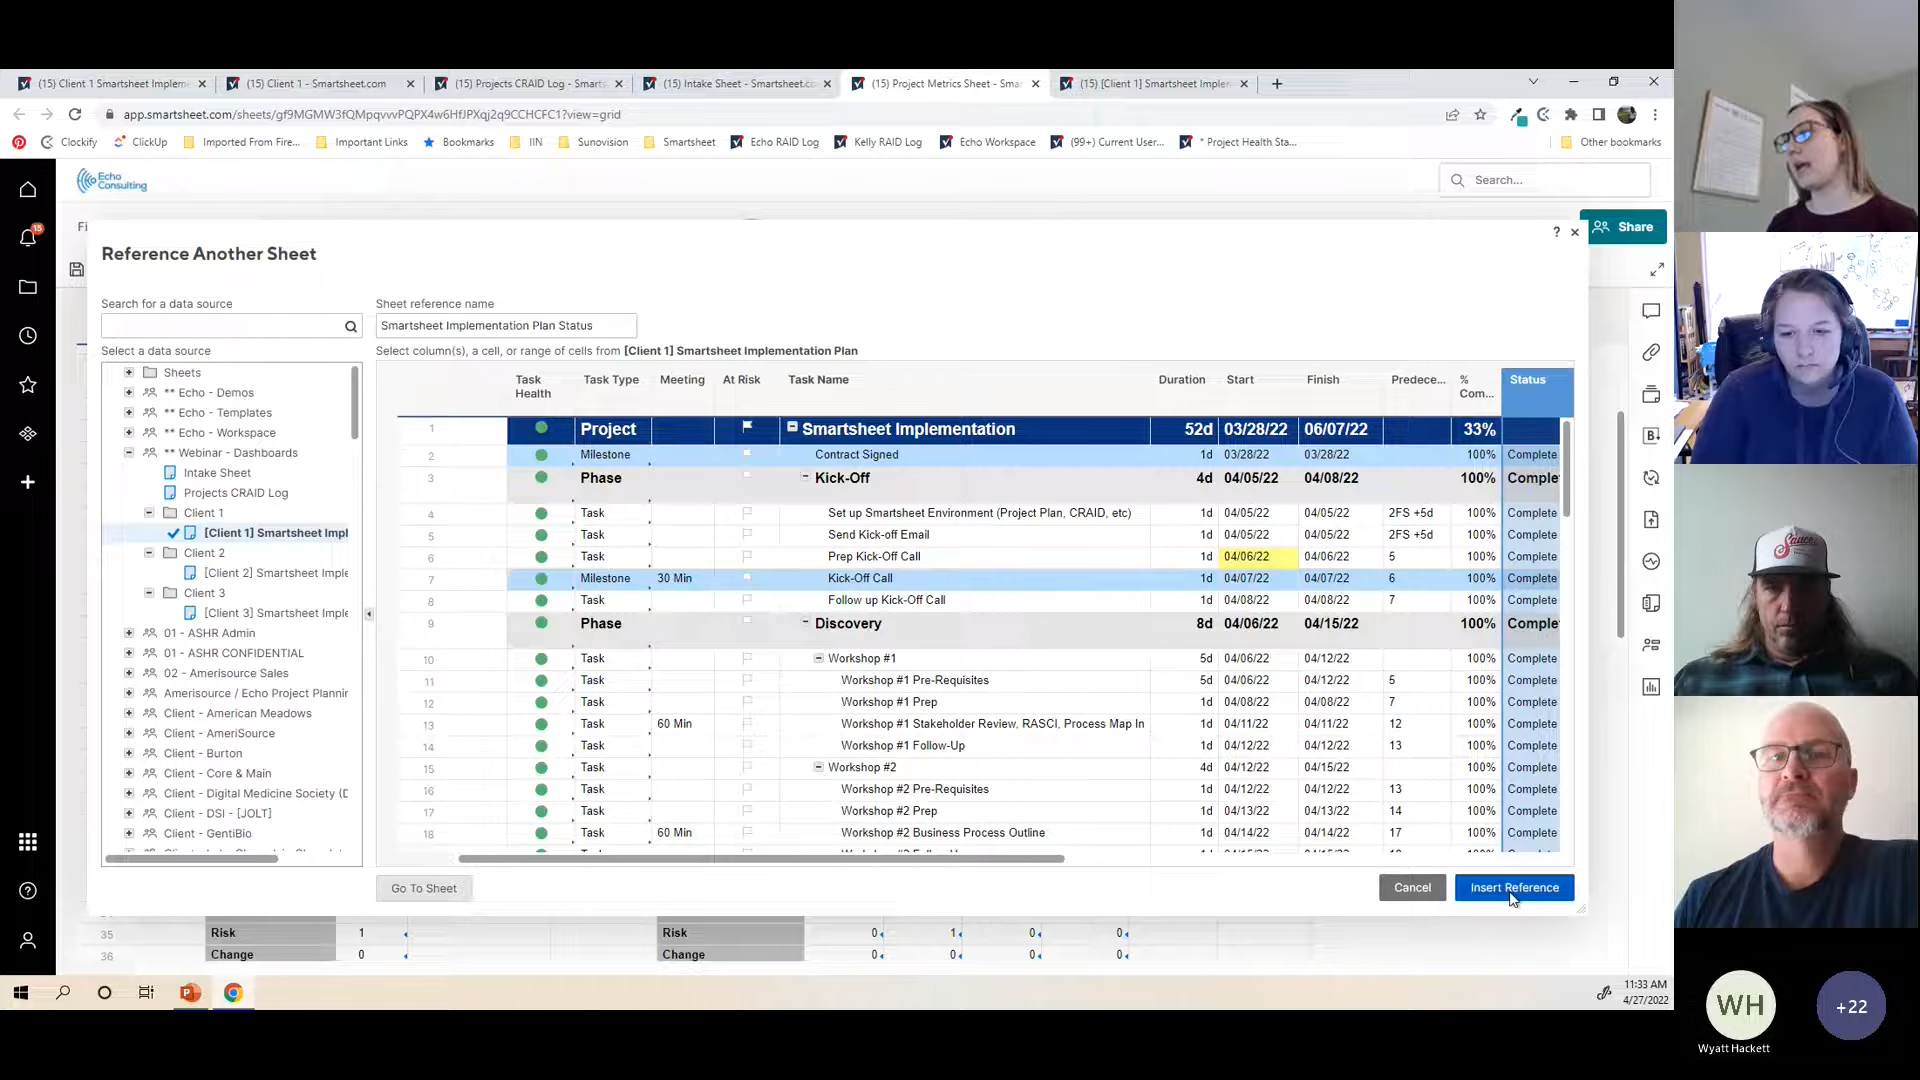 (15) Client 1 Smartsheet Impleme
(15) Client 1 - Smartsheet.com
(15) Projects CRAID Log - Smarts
(15) Intake Sheet - Smartsheet.co
(15) Project Metrics Sheet - Smar
(15) [Client 1] Smartsheet Implem
app.smartsheet.com/sheets/gf9MGMW3fQMpqvvvPQPX4w6HfJPXqj2q9CCHCFC1?view=grid
Clockify
ClickUp
Imported From Fire...
Important Links
Bookmarks
IIN
Sunovision
Smartsheet
Echo RAID Log
Kelly RAID Log
Echo Workspace
(99+) Current User...
* Project Health Sta...
Other bookmarks
Echo
Consulting
Search...
15
Fi
Share
Reference Another Sheet
Search for a data source
Sheet reference name
Smartsheet Implementation Plan Status
Select a data source
Select column(s), a cell, or range of cells from [Client 1] Smartsheet Implementation Plan
Sheets
** Echo - Demos
** Echo - Templates
** Echo - Workspace
** Webinar - Dashboards
Intake Sheet
Projects CRAID Log
Client 1
[Client 1] Smartsheet Impl
Client 2
[Client 2] Smartsheet Imple
Client 3
[Client 3] Smartsheet Imple
01 - ASHR Admin
01 - ASHR CONFIDENTIAL
02 - Amerisource Sales
Amerisource / Echo Project Plannin
Client - American Meadows
Client - AmeriSource
Client - Burton
Client - Core & Main
Client - Digital Medicine Society (D
Client - DSI - [JOLT]
Client - GentiBio
Task Health Task Type Meeting At Risk Task Name Duration Start Finish Predece... % Com... Status
1 Project Smartsheet Implementation 52d 03/28/22 06/07/22 33%
2 Milestone Contract Signed 1d 03/28/22 03/28/22 100% Complete
3 Phase Kick-Off 4d 04/05/22 04/08/22 100% Comple
4 Task Set up Smartsheet Environment (Project Plan, CRAID, etc) 1d 04/05/22 04/05/22 2FS +5d 100% Complete
5 Task Send Kick-off Email 1d 04/05/22 04/05/22 2FS +5d 100% Complete
6 Task Prep Kick-Off Call 1d 04/06/22 04/06/22 5 100% Complete
7 Milestone 30 Min Kick-Off Call 1d 04/07/22 04/07/22 6 100% Complete
8 Task Follow up Kick-Off Call 1d 04/08/22 04/08/22 7 100% Complete
9 Phase Discovery 8d 04/06/22 04/15/22 100% Comple
10 Task Workshop #1 5d 04/06/22 04/12/22 100% Complete
11 Task Workshop #1 Pre-Requisites 5d 04/06/22 04/12/22 5 100% Complete
12 Task Workshop #1 Prep 1d 04/08/22 04/08/22 7 100% Complete
13 Task 60 Min Workshop #1 Stakeholder Review, RASCI, Process Map In 1d 04/11/22 04/11/22 12 100% Complete
14 Task Workshop #1 Follow-Up 1d 04/12/22 04/12/22 13 100% Complete
15 Task Workshop #2 4d 04/12/22 04/15/22 100% Complete
16 Task Workshop #2 Pre-Requisites 1d 04/12/22 04/12/22 13 100% Complete
17 Task Workshop #2 Prep 1d 04/13/22 04/13/22 14 100% Complete
18 Task 60 Min Workshop #2 Business Process Outline 1d 04/14/22 04/14/22 17 100% Complete
Go To Sheet
Cancel
Insert Reference
35 Risk 1 Risk 0 1 0 0
36 Change 0 Change 0 0 0 0
11:33 AM
4/27/2022
Sauce
WH
+22
Wyatt Hackett